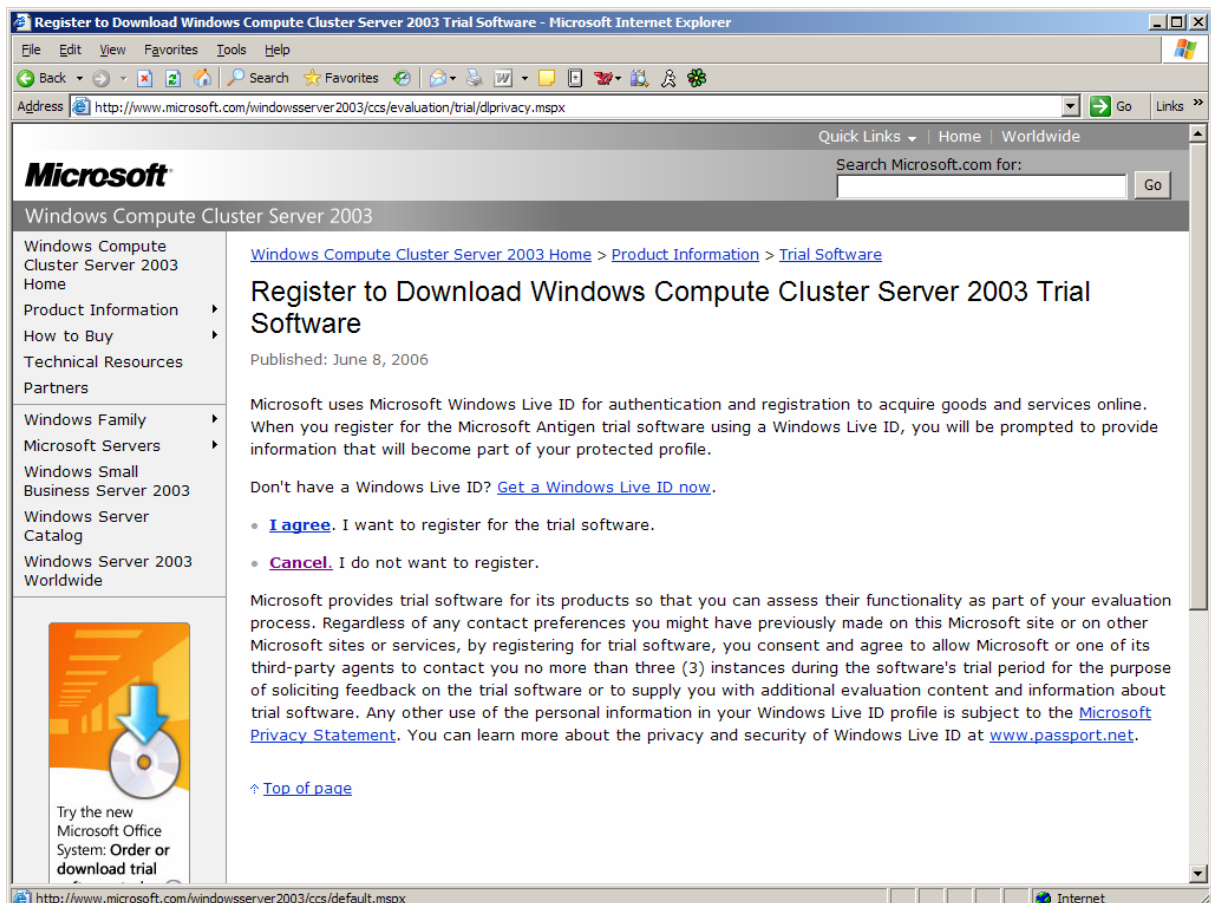 Register to Download Windows Compute Cluster Server 2003 Trial Software - Microsoft Internet Explorer
File Edit View Favorites Tools Help
Back Search Favorites
Address http://www.microsoft.com/windowsserver2003/ccs/evaluation/trial/dlprivacy.mspx Go Links »
Quick Links | Home | Worldwide
Microsoft
Search Microsoft.com for:
Go
Windows Compute Cluster Server 2003
Windows Compute
Cluster Server 2003
Home
Product Information
How to Buy
Technical Resources
Partners
Windows Family
Microsoft Servers
Windows Small
Business Server 2003
Windows Server
Catalog
Windows Server 2003
Worldwide
Try the new
Microsoft Office
System: Order or
download trial
Windows Compute Cluster Server 2003 Home > Product Information > Trial Software
Register to Download Windows Compute Cluster Server 2003 Trial
Software
Published: June 8, 2006
Microsoft uses Microsoft Windows Live ID for authentication and registration to acquire goods and services online.
When you register for the Microsoft Antigen trial software using a Windows Live ID, you will be prompted to provide
information that will become part of your protected profile.
Don't have a Windows Live ID? Get a Windows Live ID now.
• I agree. I want to register for the trial software.
• Cancel. I do not want to register.
Microsoft provides trial software for its products so that you can assess their functionality as part of your evaluation
process. Regardless of any contact preferences you might have previously made on this Microsoft site or on other
Microsoft sites or services, by registering for trial software, you consent and agree to allow Microsoft or one of its
third-party agents to contact you no more than three (3) instances during the software's trial period for the purpose
of soliciting feedback on the trial software or to supply you with additional evaluation content and information about
trial software. Any other use of the personal information in your Windows Live ID profile is subject to the Microsoft
Privacy Statement. You can learn more about the privacy and security of Windows Live ID at www.passport.net.
Top of page
http://www.microsoft.com/windowsserver2003/ccs/default.mspx Internet